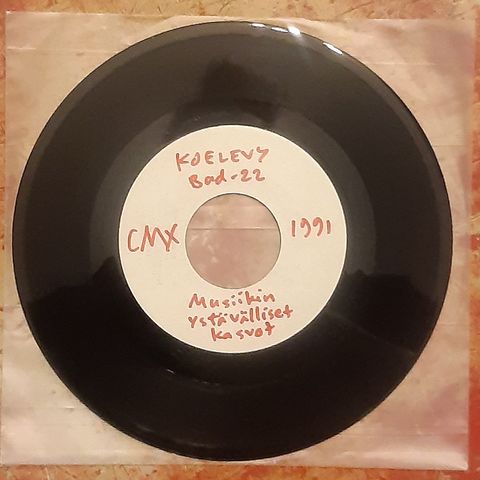 KOELEVY
Bad-22
CMX 1991
Musiikin
ystävälliset
kasvot